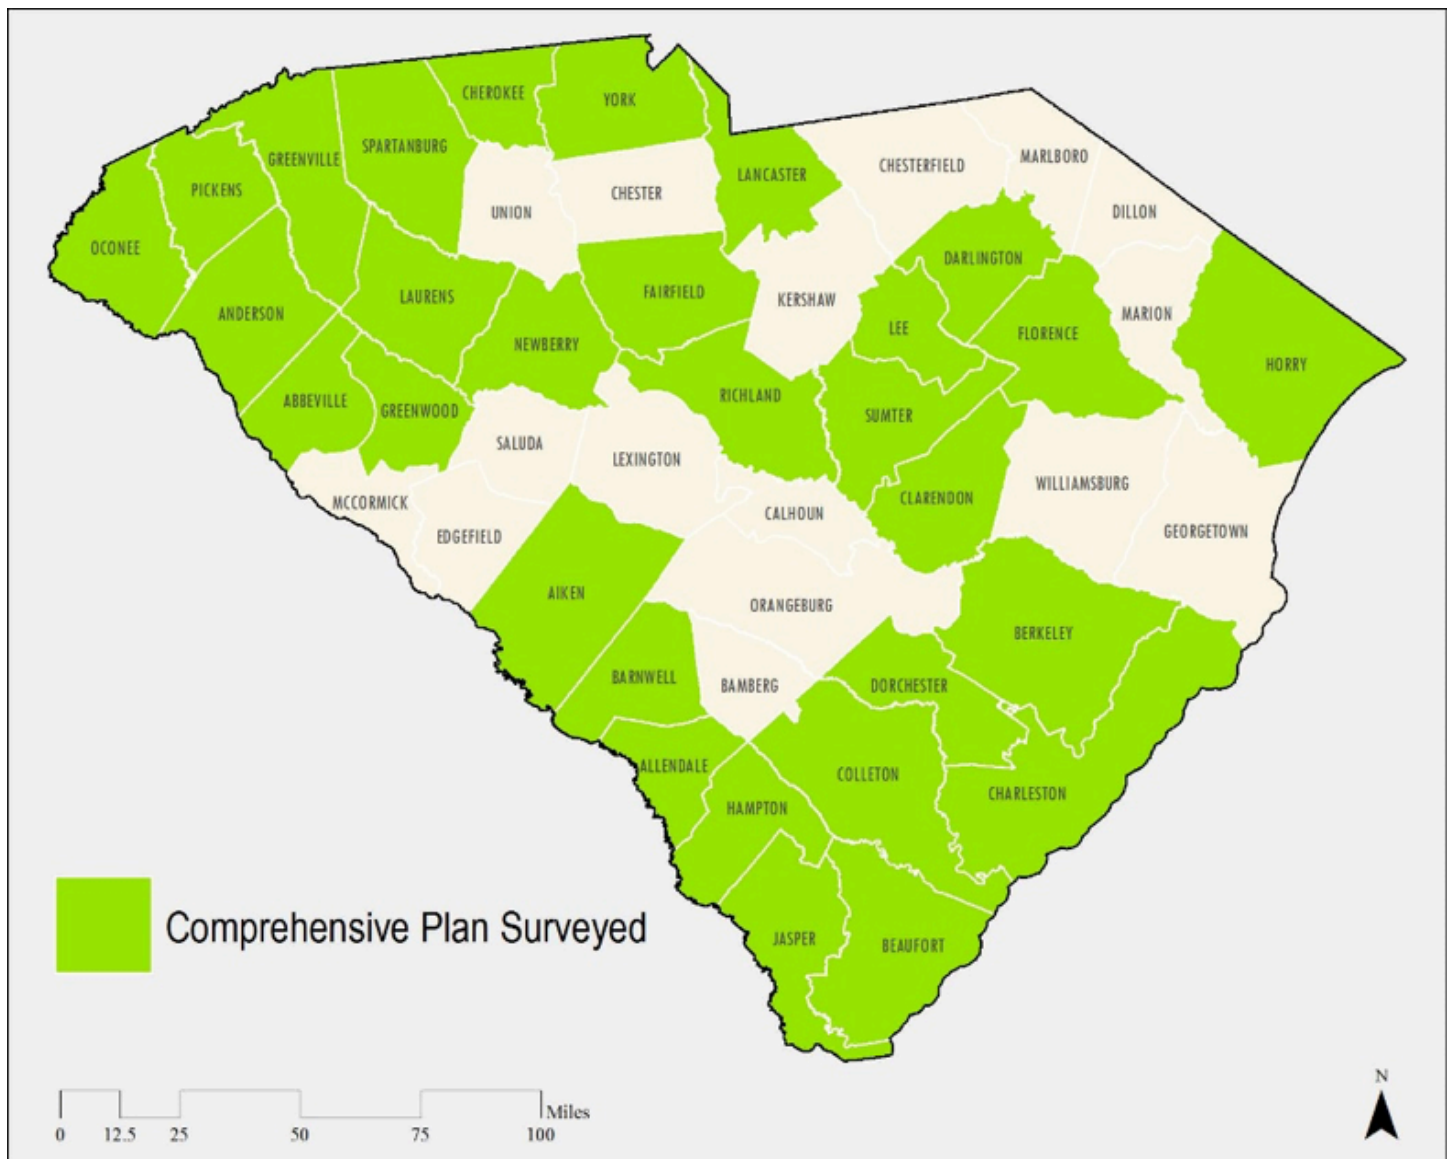 CHEROKEE
YORK
SPARTANBURG
GREENVILLE
PICKENS
OCONEE
UNION
CHESTER
LANCASTER
CHESTERFIELD
MARLBORO
DILLON
ANDERSON
LAURENS
NEWBERRY
FAIRFIELD
KERSHAW
DARLINGTON
LEE
FLORENCE
MARION
HORRY
ABBEVILLE
GREENWOOD
SALUDA
LEXINGTON
RICHLAND
SUMTER
CLARENDON
WILLIAMSBURG
GEORGETOWN
MCCORMICK
EDGEFIELD
CALHOUN
AIKEN
ORANGEBURG
BERKELEY
BARNWELL
BAMBERG
DORCHESTER
ALLENDALE
HAMPTON
COLLETON
CHARLESTON
JASPER
BEAUFORT
Comprehensive Plan Surveyed
Miles
0 12.5 25 50 75 100
N